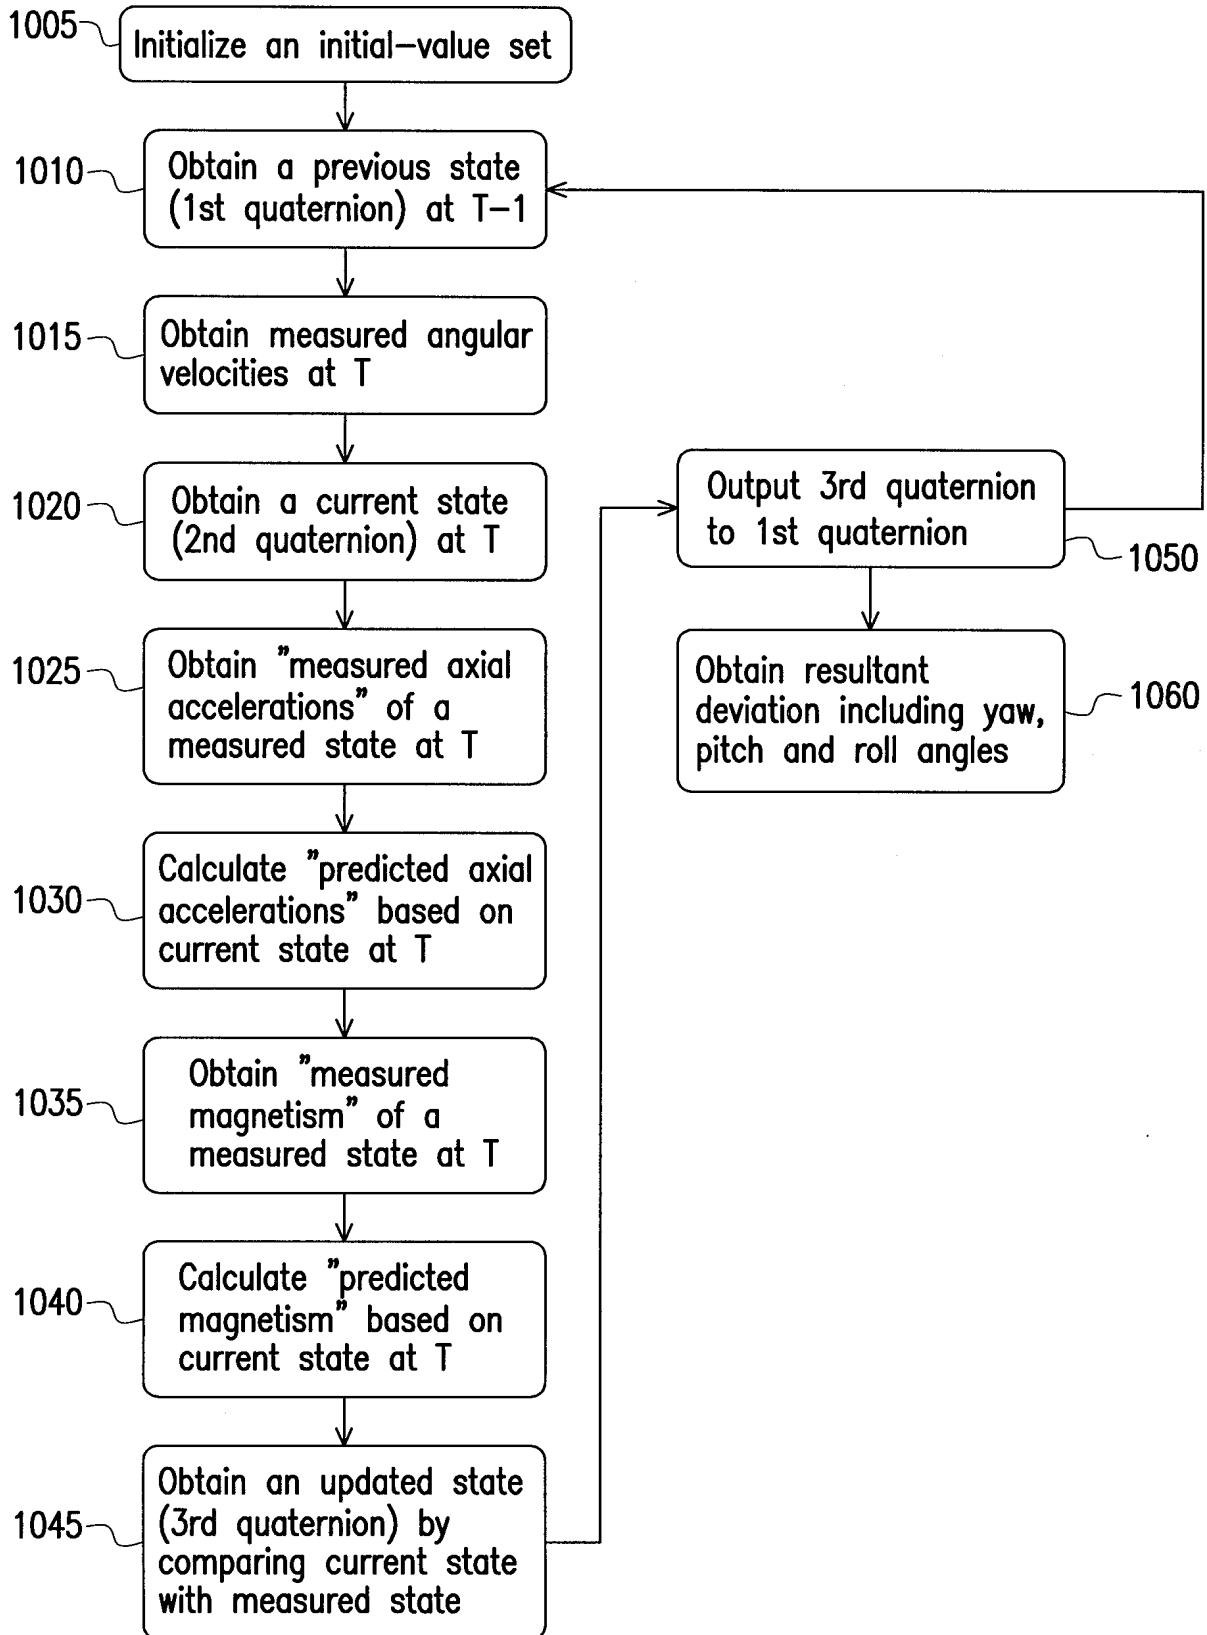 1005
Initialize an initial-value set
1010
Obtain a previous state
(1st quaternion) at T-1
1015
Obtain measured angular
velocities at T
1020
Obtain a current state
(2nd quaternion) at T
1025
Obtain "measured axial
accelerations" of a
measured state at T
1030
Calculate "predicted axial
accelerations" based on
current state at T
1035
Obtain "measured
magnetism" of a
measured state at T
1040
Calculate "predicted
magnetism" based on
current state at T
1045
Obtain an updated state
(3rd quaternion) by
comparing current state
with measured state
Output 3rd quaternion
to 1st quaternion
1050
Obtain resultant
deviation including yaw,
pitch and roll angles
1060